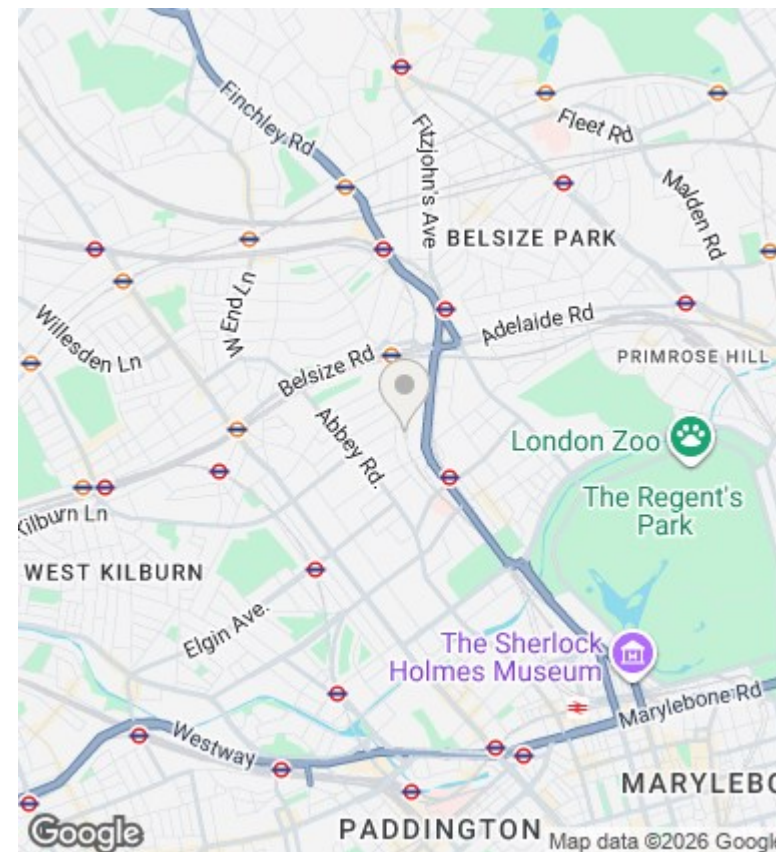 Finchley Rd
Fitzjohn's Ave
Fleet Rd
Malden Rd
BELSIZE PARK
W End Ln
Willesden Ln
Adelaide Rd
Belsize Rd
PRIMROSE HILL
Abbey Rd.
London Zoo
The Regent's
Park
Kilburn Ln
WEST KILBURN
Elgin Ave.
The Sherlock
Holmes Museum
Marylebone Rd
Westway
MARYLEBO
PADDINGTON
Google
Map data ©2026 Google